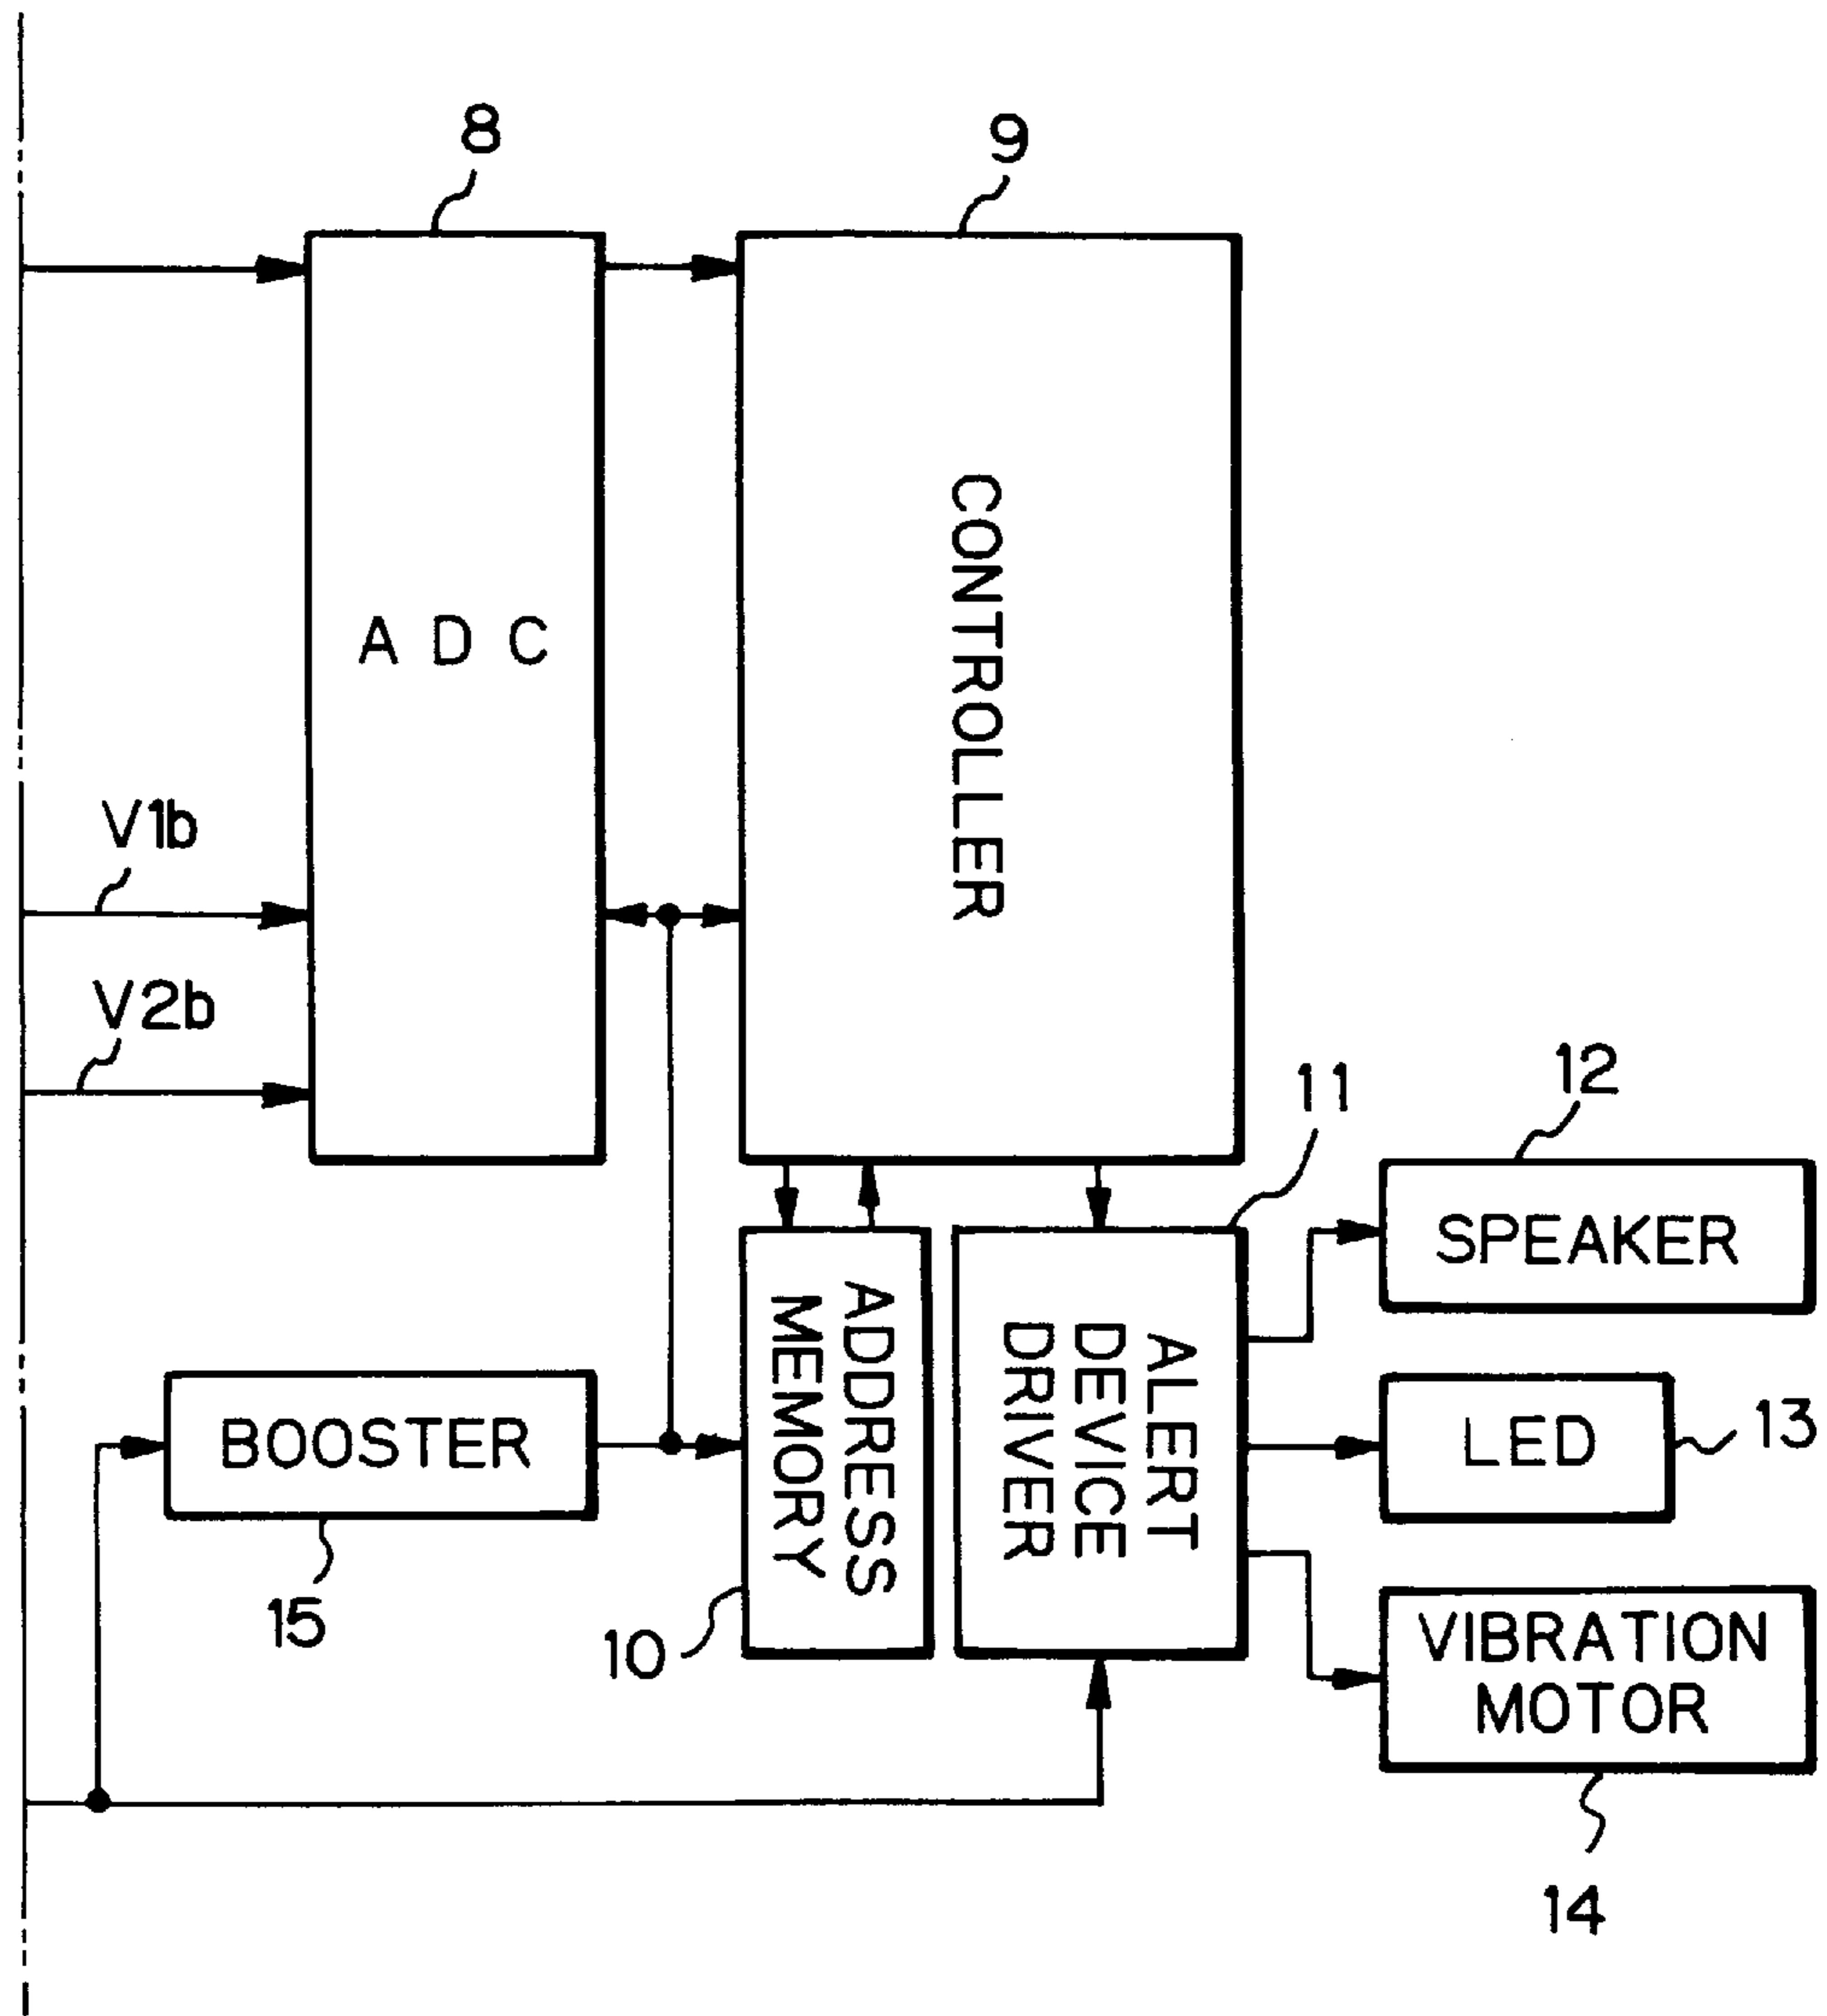 8
9
A D C
CONTROLLER
V1b
V2b
11
12
SPEAKER
ADDRESS
MEMORY
ALERT
DEVICE
DRIVER
BOOSTER
LED
13
15
10
VIBRATION
MOTOR
14